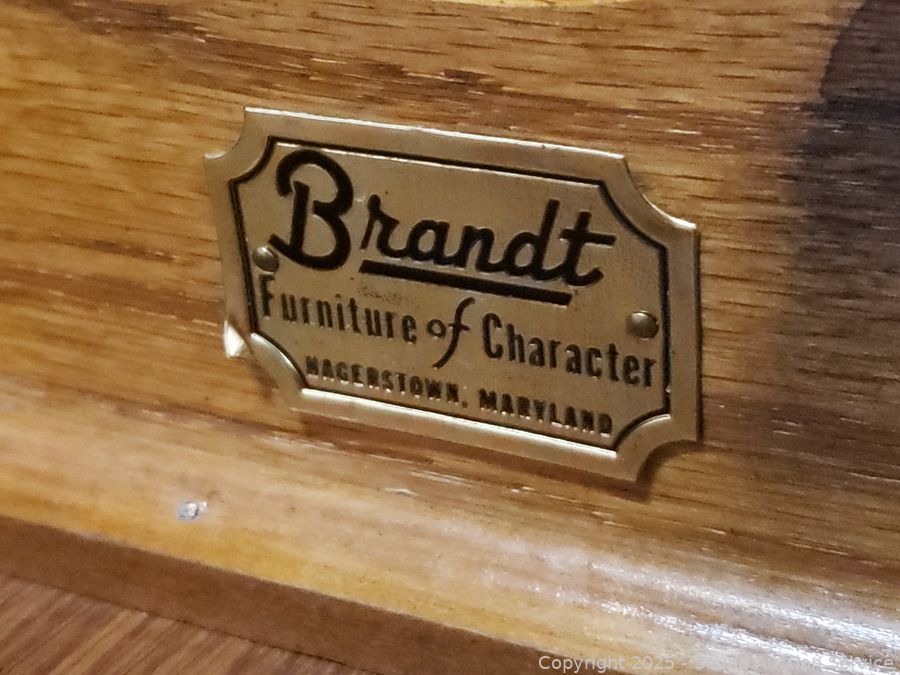 Brandt
Furniture of Character
HAGERSTOWN, MARYLAND
Copyright 2025 -